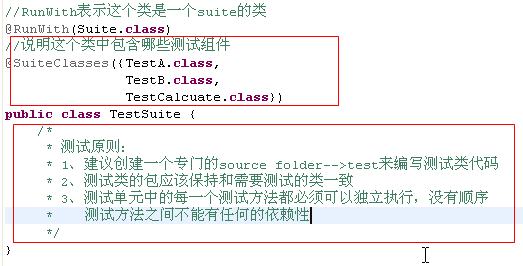 //RunWith表示这个类是一个suite的类
@RunWith(Suite.class)
//说明这个类中包含哪些测试组件
@SuiteClasses({TestA.class,
TestB.class,
TestCalcuate.class})
public class TestSuite {
/*
* 测试原则:
* 1、建议创建一个专门的source folder-->test来编写测试类代码
* 2、测试类的包应该保持和需要测试的类一致
* 3、测试单元中的每一个测试方法都必须可以独立执行，没有顺序
* 测试方法之间不能有任何的依赖性
*/
}